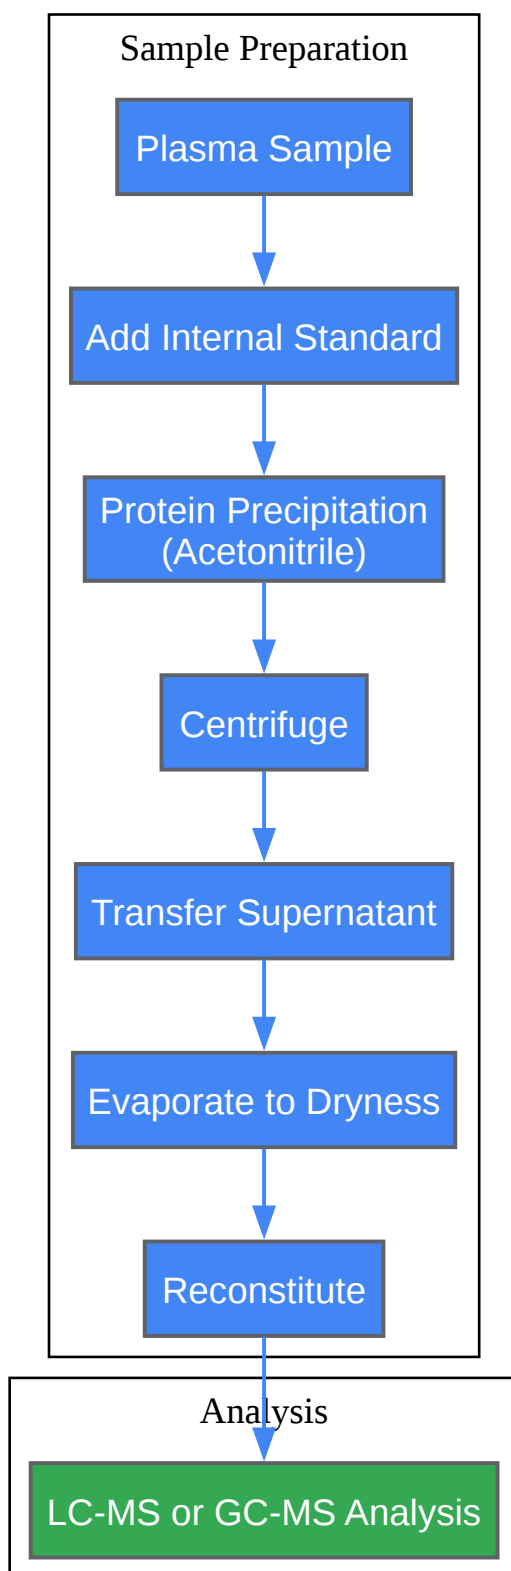 Sample Preparation
Plasma Sample
Add Internal Standard
Protein Precipitation
(Acetonitrile)
Centrifuge
Transfer Supernatant
Evaporate to Dryness
Reconstitute
Analysis
LC-MS or GC-MS Analysis